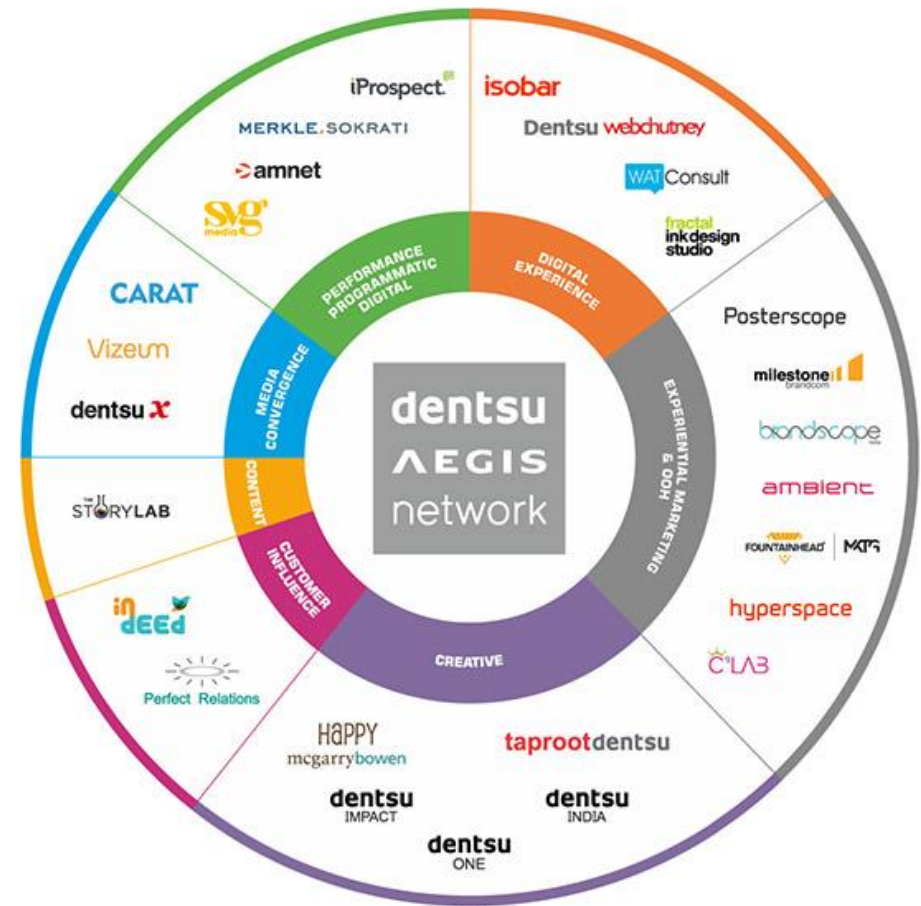 iProspect.
MERKLE.SOKRATI
amnet
svg
media
isobar
Dentsu webchutney
WATConsult
fractal
inkdesign
studio
PERFORMANCE
PROGRAMMATIC
DIGITAL
DIGITAL
EXPERIENCE
CARAT
Vizeum
dentsu X
MEDIA
CONVERGENCE
Posterscope
milestone
brandcom
brandscope
ambient
FOUNTAINHEAD | MKTG
hyperspace
C'LAB
EXPERIENTIAL MARKETING
& OOH
dentsu
AEGIS
network
THE
STORYLAB
CONTENT
inDEED
Perfect Relations
CUSTOMER
INFLUENCE
CREATIVE
HAPPY
mcgarrybowen
taprootdentsu
dentsu
IMPACT
dentsu
INDIA
dentsu
ONE